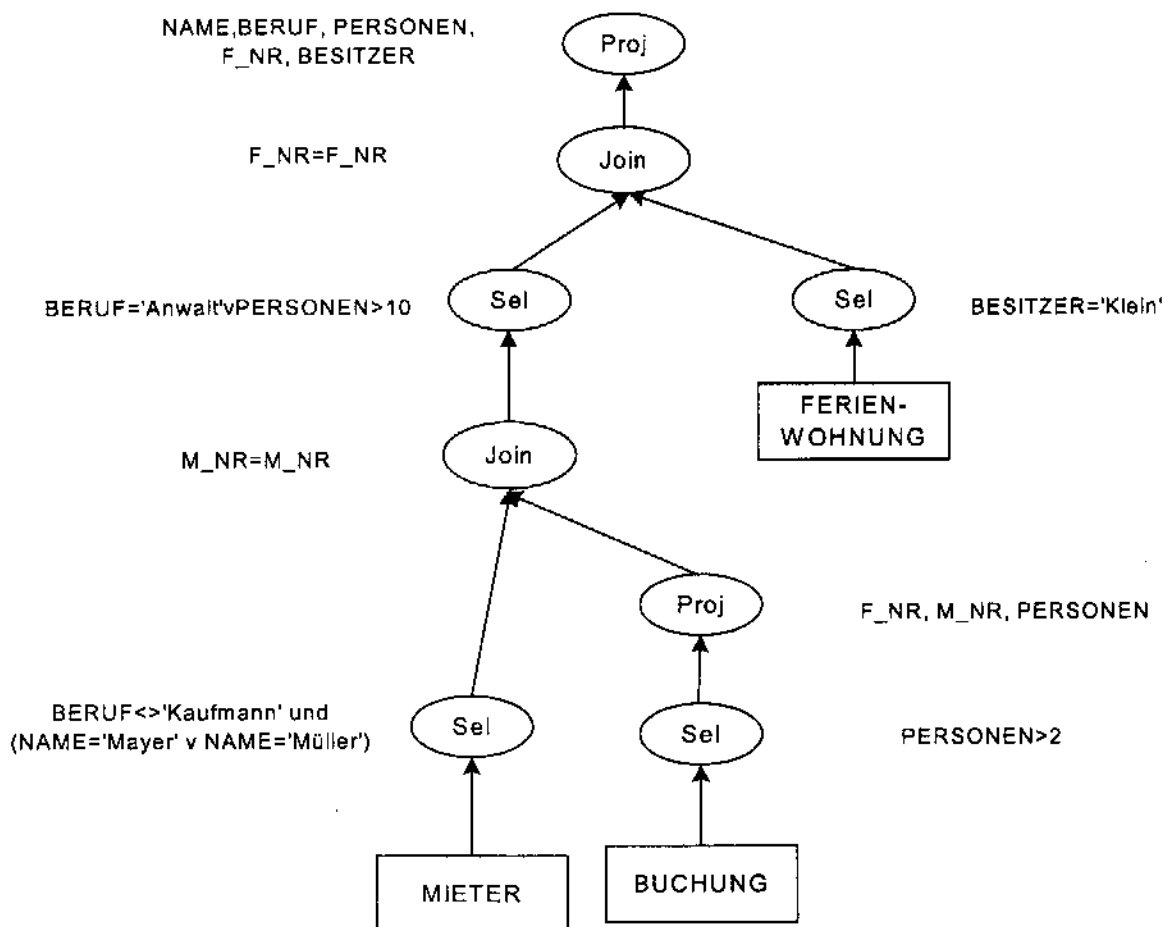 NAME,BERUF, PERSONEN,
F_NR, BESITZER
Proj
F_NR=F_NR
Join
BERUF='Anwalt'vPERSONEN>10
Sel
Sel
BESITZER='Klein'
FERIEN-
WOHNUNG
M_NR=M_NR
Join
Proj
F_NR, M_NR, PERSONEN
BERUF<>'Kaufmann' und
(NAME='Mayer' v NAME='Müller')
Sel
Sel
PERSONEN>2
MIETER
BUCHUNG